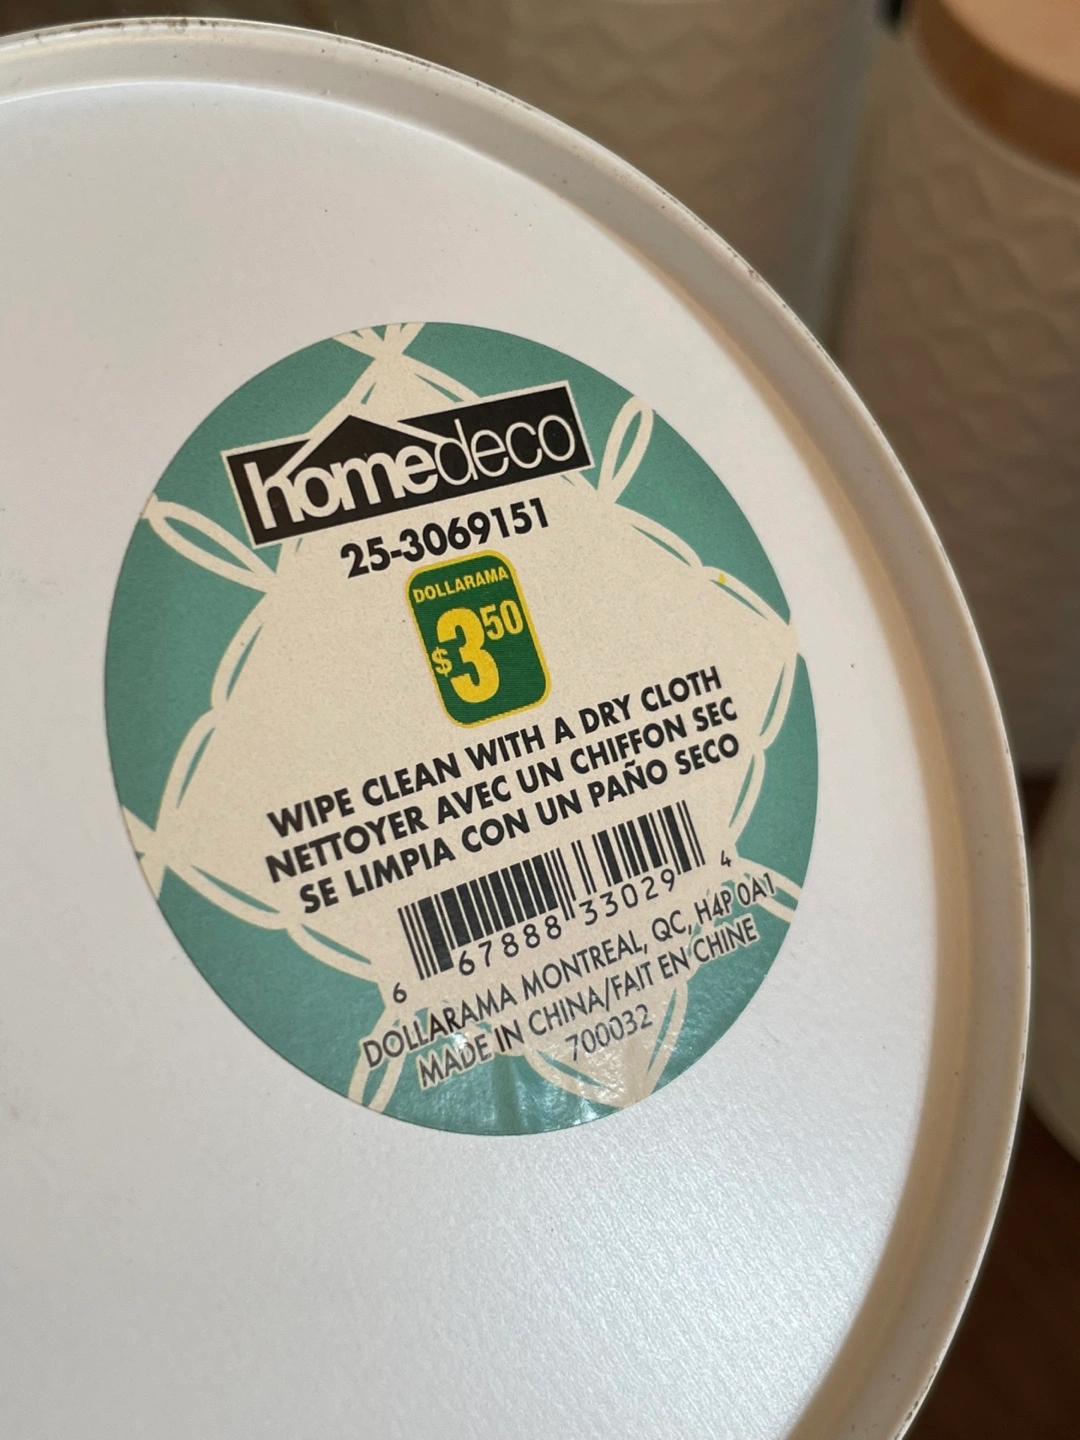 homedeco
25-3069151
DOLLARAMA
$3.50
WIPE CLEAN WITH A DRY CLOTH
NETTOYER AVEC UN CHIFFON SEC
SE LIMPIA CON UN PAÑO SECO
6 67888 33029 4
DOLLARAMA MONTREAL, QC, H4P 0A1
MADE IN CHINA/FAIT EN CHINE
700032